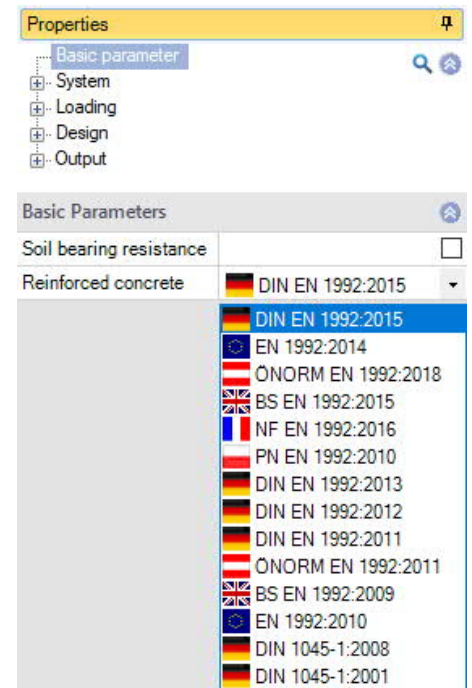 Properties
Basic parameter
System
Loading
Design
Output
Basic Parameters
Soil bearing resistance
Reinforced concrete DIN EN 1992:2015
DIN EN 1992:2015
EN 1992:2014
ÖNORM EN 1992:2018
BS EN 1992:2015
NF EN 1992:2016
PN EN 1992:2010
DIN EN 1992:2013
DIN EN 1992:2012
DIN EN 1992:2011
ÖNORM EN 1992:2011
BS EN 1992:2009
EN 1992:2010
DIN 1045-1:2008
DIN 1045-1:2001